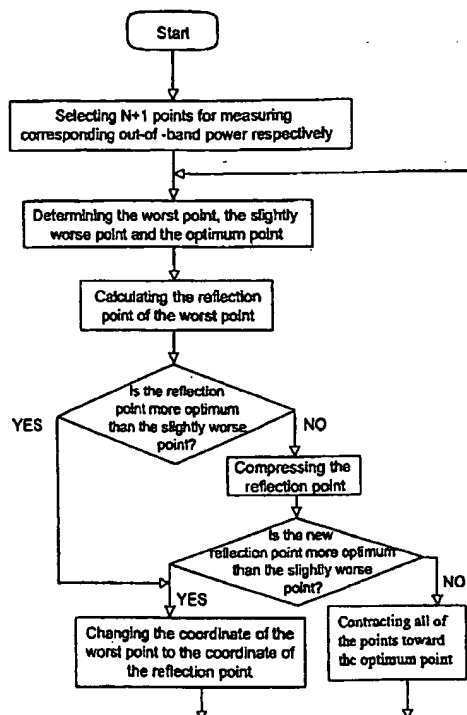 Start
Selecting N+1 points for measuring
corresponding out-of -band power respectively
Determining the worst point, the slightly
worse point and the optimum point
Calculating the reflection
point of the worst point
Is the reflection
point more optimum
than the slightly worse
point?
YES
NO
Compressing the
reflection point
Is the new
reflection point more optimum
than the slightly worse
point?
YES
NO
Changing the coordinate of the
worst point to the coordinate of
the reflection point
Contracting all of
the points toward
the optimum point